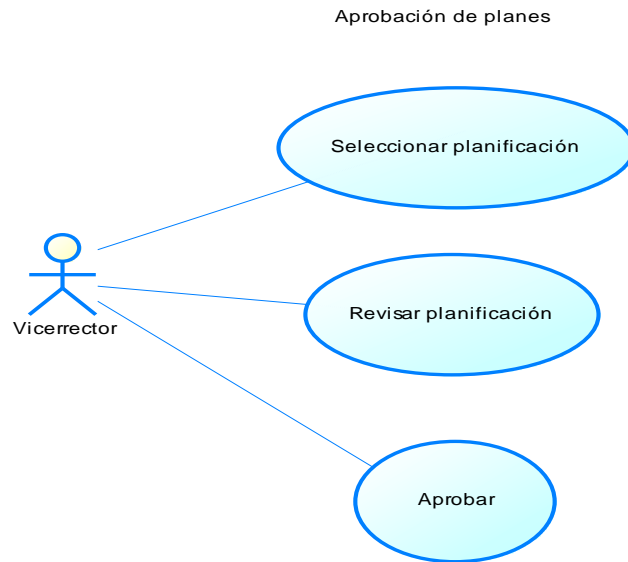 Aprobación de planes
Seleccionar planificación
Revisar planificación
Vicerrector
Aprobar